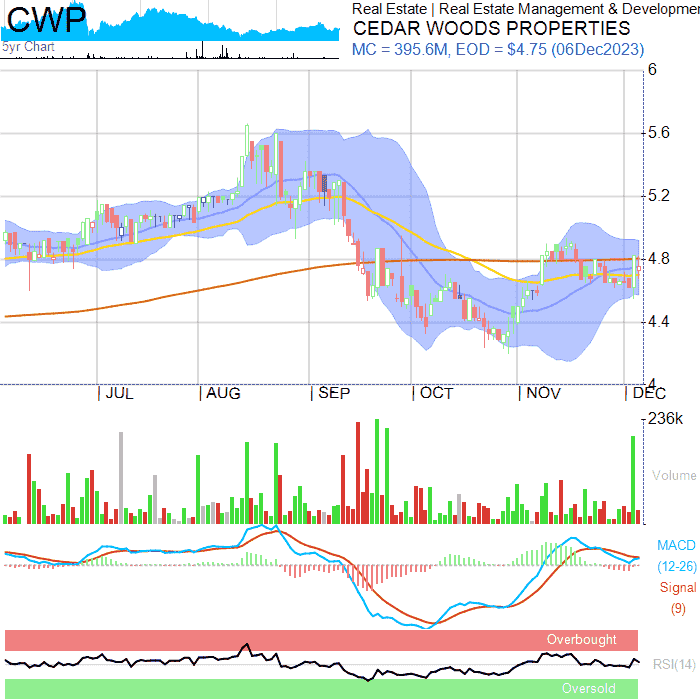 CWP
5yr Chart
Real Estate | Real Estate Management & Developmen
CEDAR WOODS PROPERTIES
MC = 395.6M, EOD = $4.75 (06Dec2023)
6
5.6
5.2
4.8
4.4
4
| JUL | AUG | SEP | OCT | NOV | DEC
236k
Volume
MACD
(12-26)
Signal
(9)
Overbought
RSI(14)
Oversold